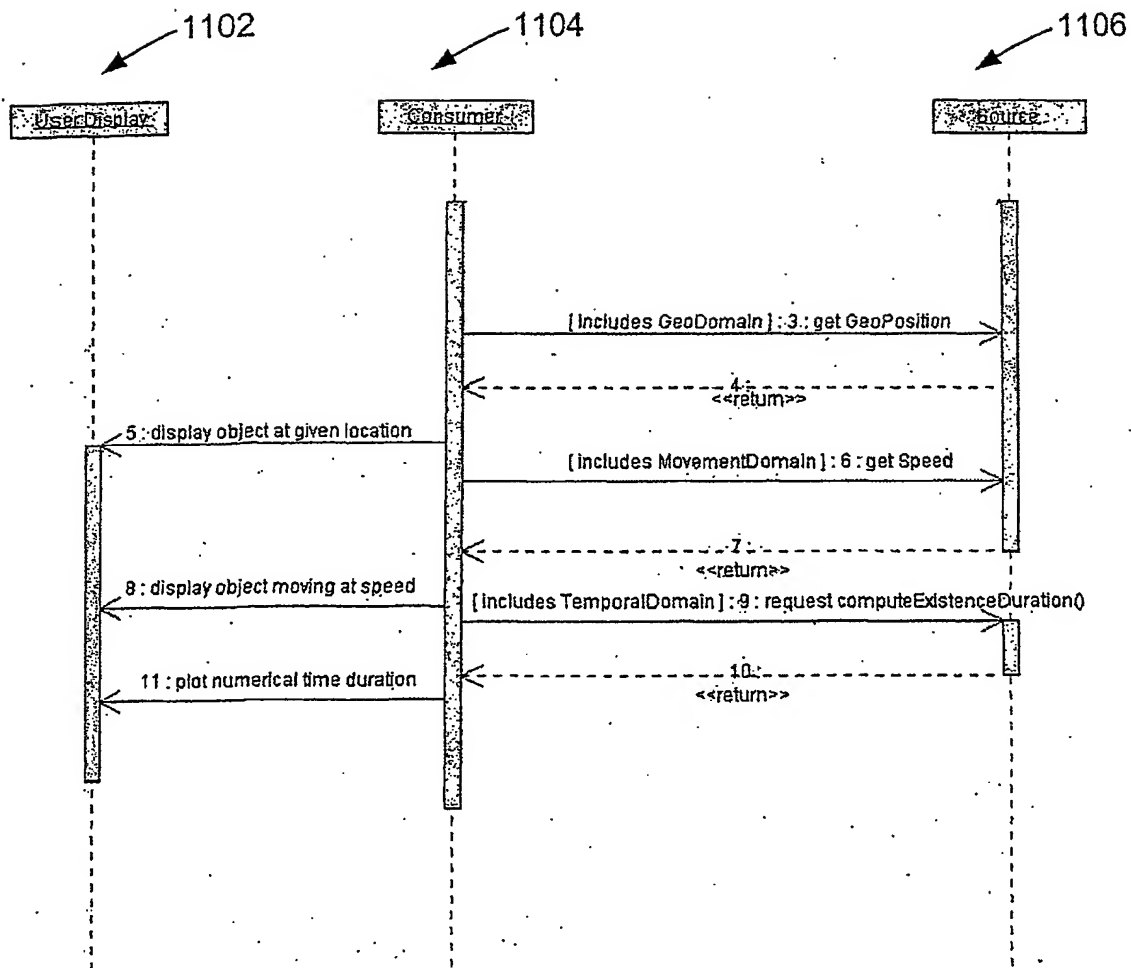 1102
1104
1106
User Display
Consumer
Source
[ includes GeoDomain ] : 3 : get GeoPosition
4 :
<<return>>
5 : display object at given location
[ includes MovementDomain ] : 6 : get Speed
7 :
<<return>>
8 : display object moving at speed
[ includes TemporalDomain ] : 9 : request computeExistenceDuration()
10 :
<<return>>
11 : plot numerical time duration